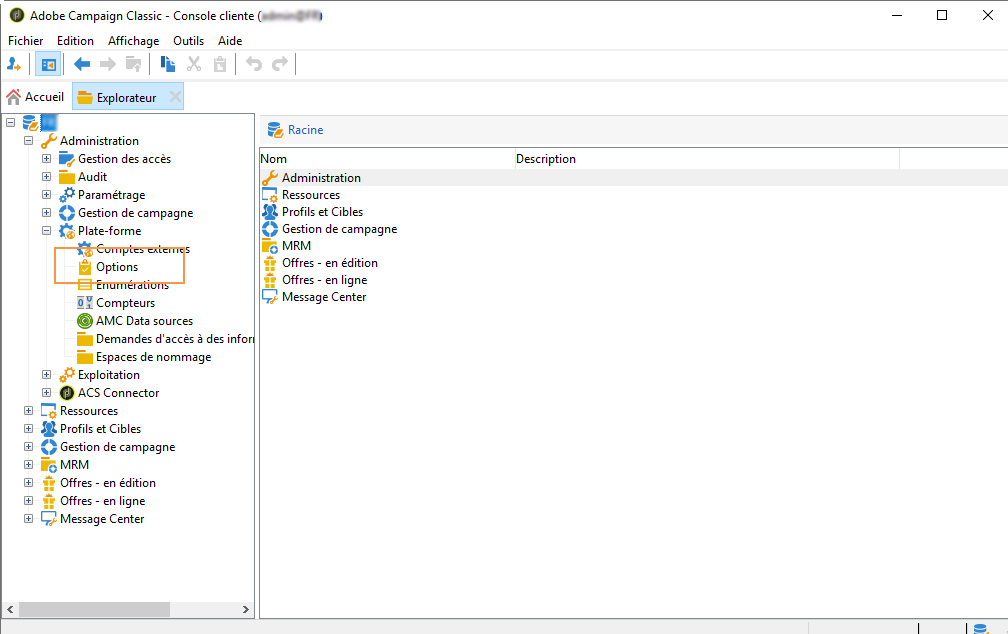 Adobe Campaign Classic - Console cliente (
Fichier Edition Affichage Outils Aide
Accueil Explorateur
Administration
Gestion des accès
Audit
Paramétrage
Gestion de campagne
Plate-forme
Comptes externes
Options
Enumérations
Compteurs
AMC Data sources
Demandes d'accès à des infor
Espaces de nommage
Exploitation
ACS Connector
Ressources
Profils et Cibles
Gestion de campagne
MRM
Offres - en édition
Offres - en ligne
Message Center
Racine
Nom Description
Administration
Ressources
Profils et Cibles
Gestion de campagne
MRM
Offres - en édition
Offres - en ligne
Message Center